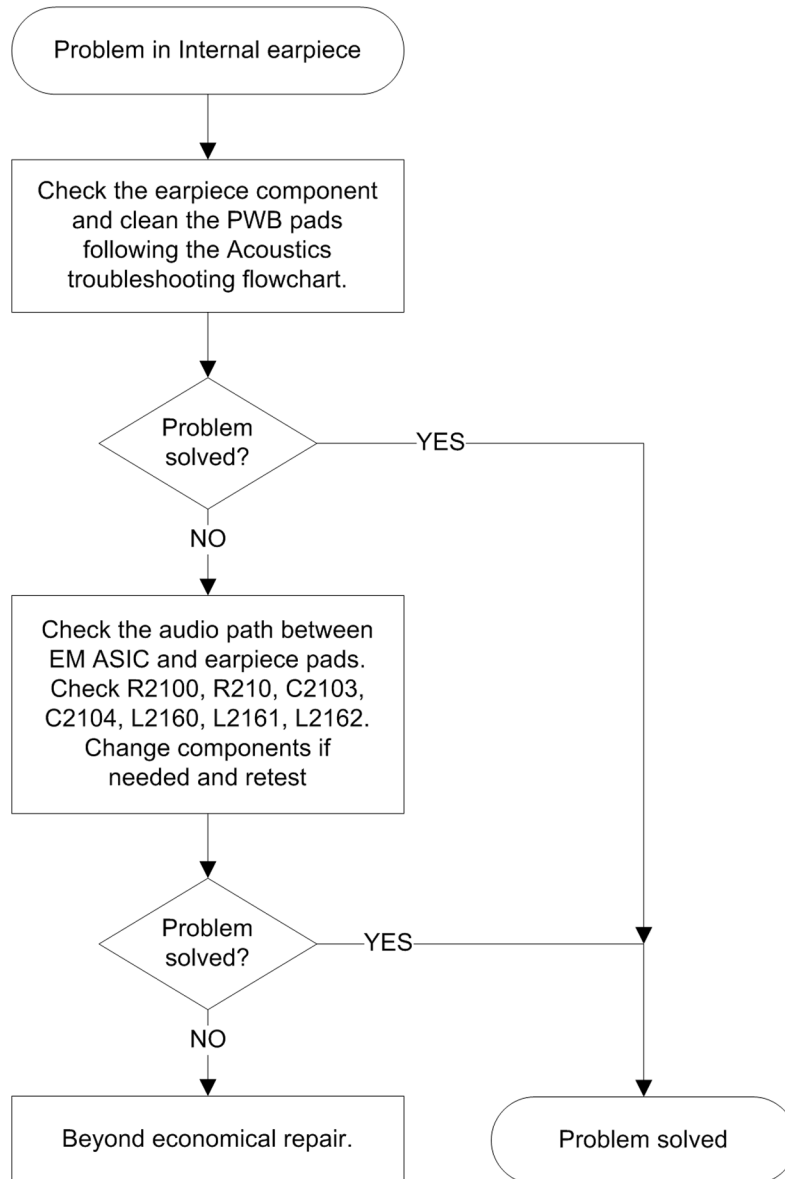 Problem in Internal earpiece
Check the earpiece component
and clean the PWB pads
following the Acoustics
troubleshooting flowchart.
Problem
solved?
YES
NO
Check the audio path between
EM ASIC and earpiece pads.
Check R2100, R210, C2103,
C2104, L2160, L2161, L2162.
Change components if
needed and retest
Problem
solved?
YES
NO
Beyond economical repair.
Problem solved